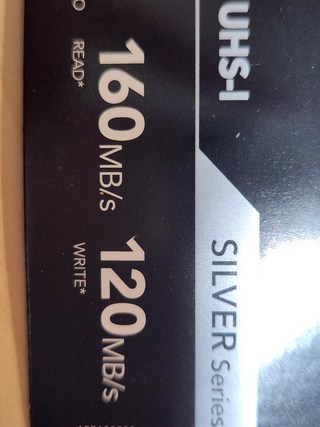 UHS-I
SILVER Series
160MB/s
READ*
120MB/s
WRITE*